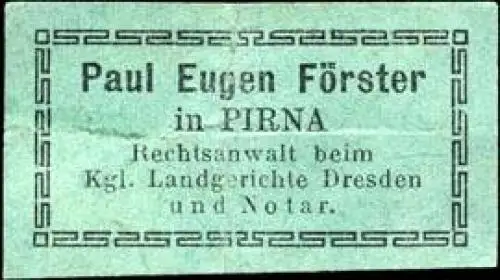 Paul Eugen Förster
in PIRNA
Rechtsanwalt beim
Kgl. Landgerichte Dresden
und Notar.